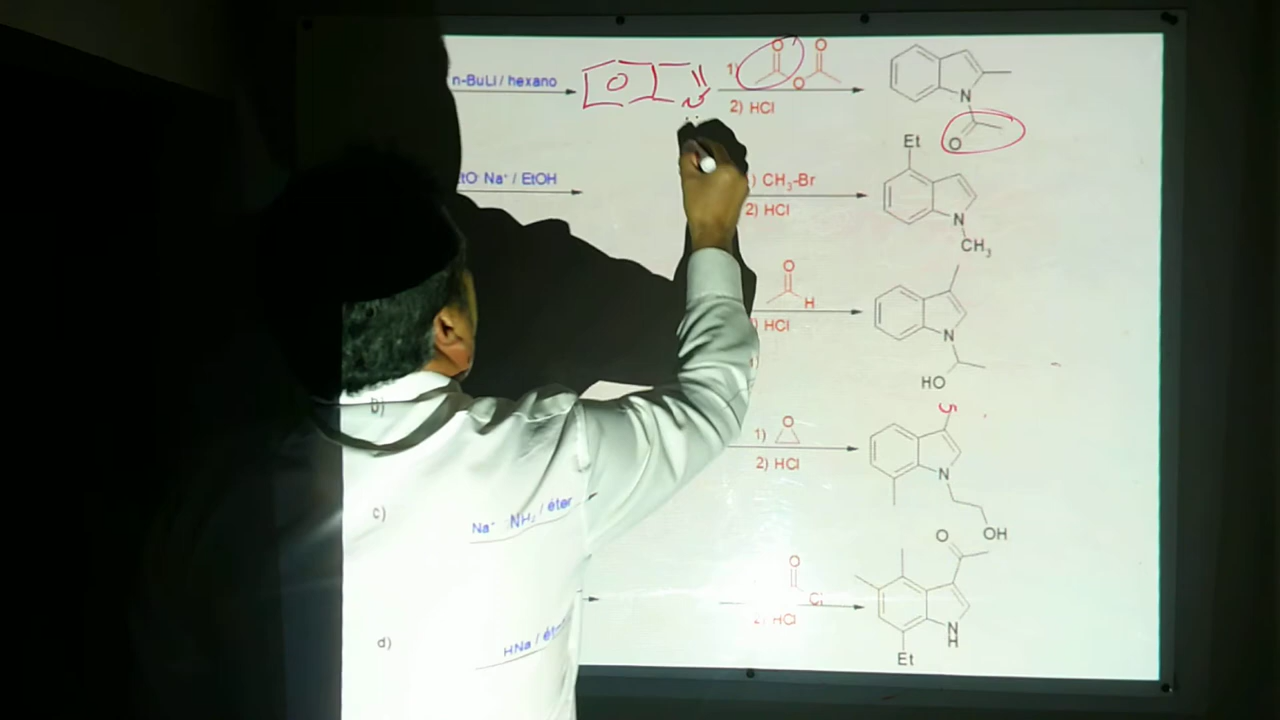 n-BuLi / hexano
O
N
1) O O O
2) HCl
N
O
tO⁻ Na⁺ / EtOH
) CH₃-Br
2) HCl
Et
N
CH₃
O
H
HCl
N
HO
b)
1) O
2) HCl
5
N
OH
c)
Na⁺ NH₂ / éter
O
Cl
2) HCl
O
N
H
Et
d)
HNa / éter